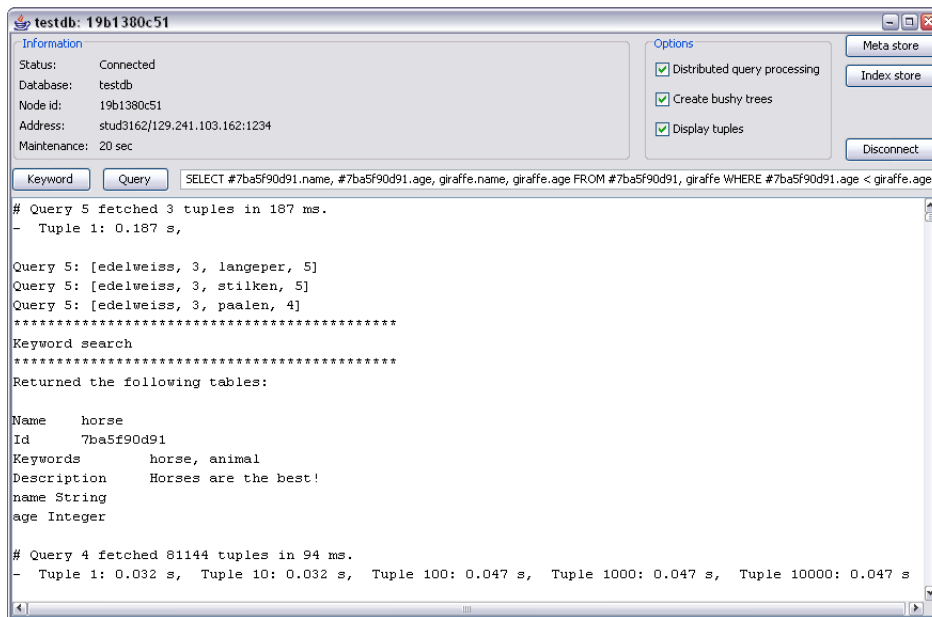 testdb: 19b1380c51
Information
Status: Connected
Database: testdb
Node id: 19b1380c51
Address: stud3162/129.241.103.162:1234
Maintenance: 20 sec
Options
Distributed query processing
Create bushy trees
Display tuples
Meta store
Index store
Disconnect
Keyword Query SELECT #7ba5f90d91.name, #7ba5f90d91.age, giraffe.name, giraffe.age FROM #7ba5f90d91, giraffe WHERE #7ba5f90d91.age < giraffe.age
# Query 5 fetched 3 tuples in 187 ms.
- Tuple 1: 0.187 s,
Query 5: [edelweiss, 3, langeper, 5]
Query 5: [edelweiss, 3, stilken, 5]
Query 5: [edelweiss, 3, paalen, 4]
*********************************************
Keyword search
*********************************************
Returned the following tables:
Name horse
Id 7ba5f90d91
Keywords horse, animal
Description Horses are the best!
name String
age Integer
# Query 4 fetched 81144 tuples in 94 ms.
- Tuple 1: 0.032 s, Tuple 10: 0.032 s, Tuple 100: 0.047 s, Tuple 1000: 0.047 s, Tuple 10000: 0.047 s